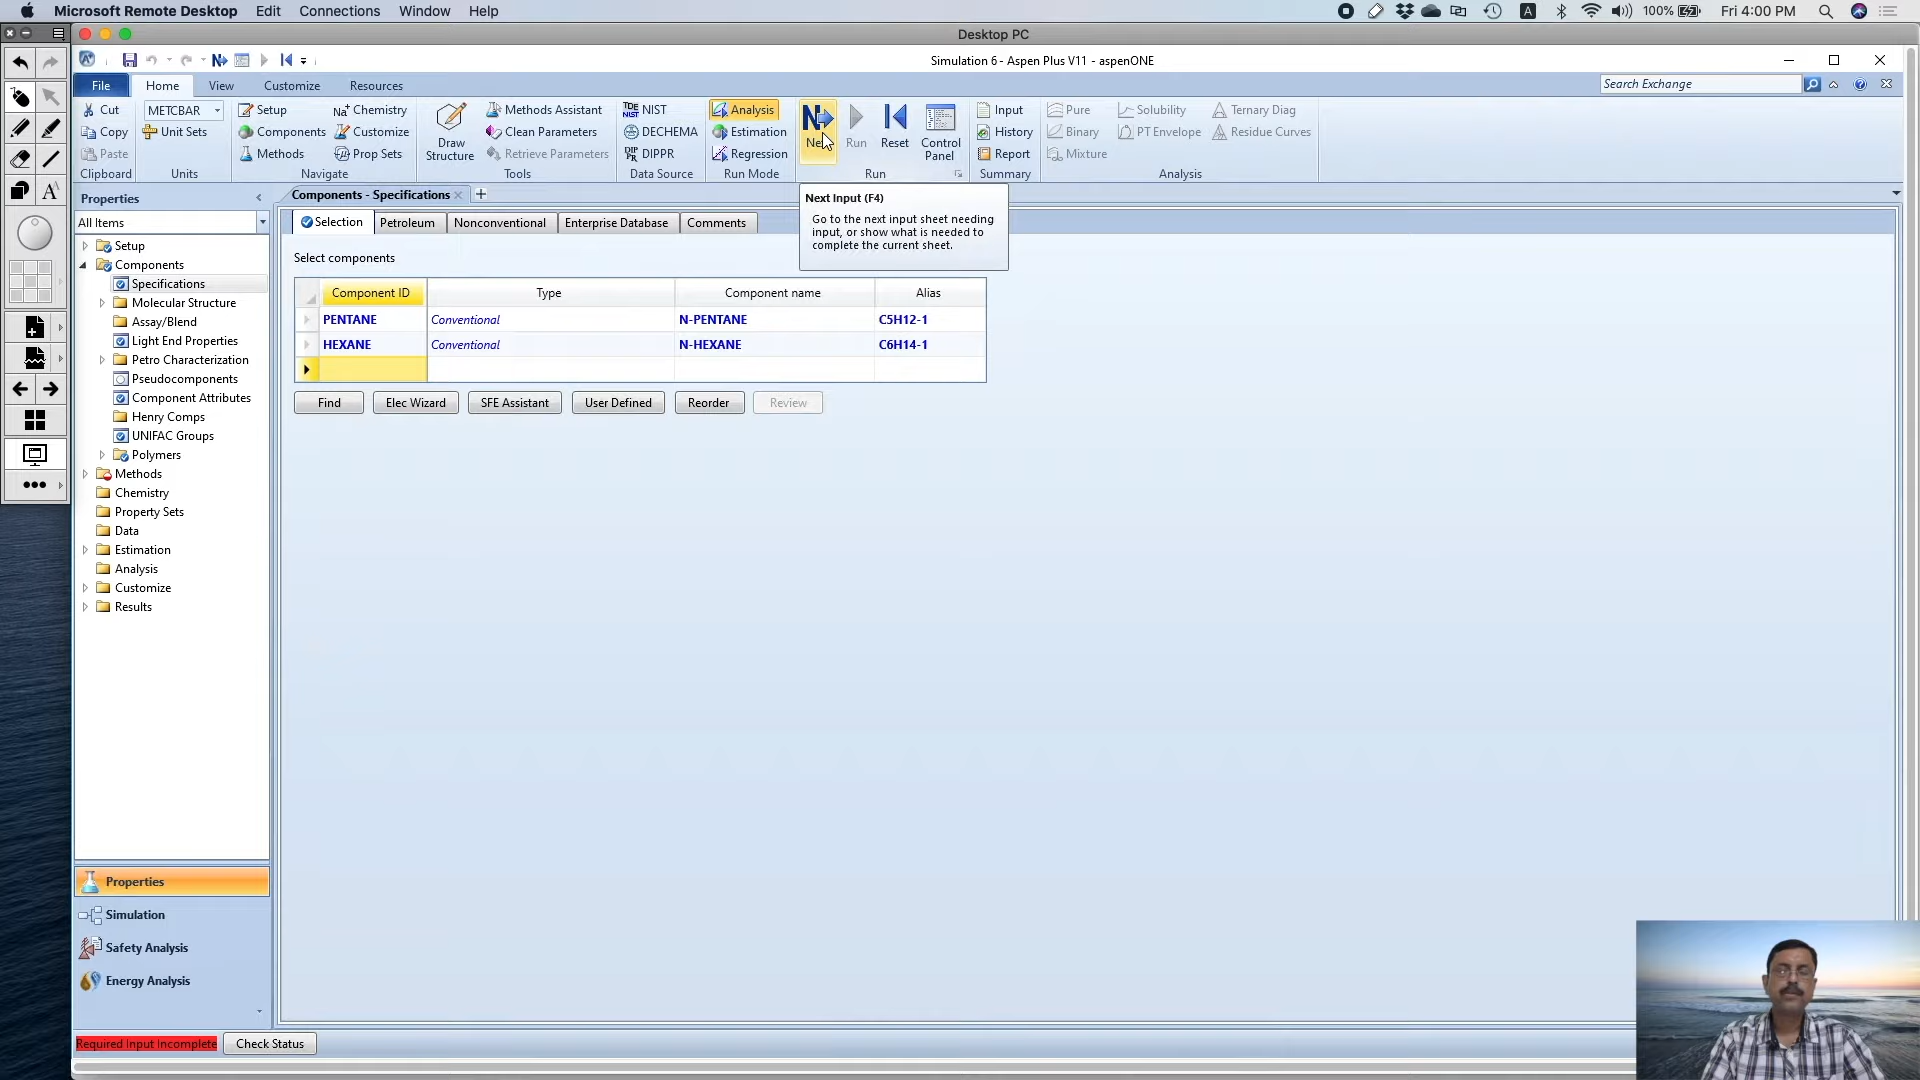 Microsoft Remote Desktop Edit Connections Window Help
100% Fri 4:00 PM
Desktop PC
Simulation 6 - Aspen Plus V11 - aspenONE
File Home View Customize Resources
Search Exchange
Cut
Copy
Paste
Clipboard
METCBAR
Unit Sets
Units
Setup
Components
Methods
Na+ Chemistry
Customize
Prop Sets
Navigate
Draw
Structure
Methods Assistant
Clean Parameters
Retrieve Parameters
Tools
NIST
DECHEMA
DIPPR
Data Source
Analysis
Estimation
Regression
Run Mode
Run
Reset
Control
Panel
Run
Input
History
Report
Summary
Pure
Binary
Mixture
Solubility
PT Envelope
Ternary Diag
Residue Curves
Analysis
Properties
All Items
Setup
Components
Specifications
Molecular Structure
Assay/Blend
Light End Properties
Petro Characterization
Pseudocomponents
Component Attributes
Henry Comps
UNIFAC Groups
Polymers
Methods
Chemistry
Property Sets
Data
Estimation
Analysis
Customize
Results
Properties
Simulation
Safety Analysis
Energy Analysis
Components - Specifications
Selection Petroleum Nonconventional Enterprise Database Comments
Next Input (F4)
Go to the next input sheet needing
input, or show what is needed to
complete the current sheet.
Select components
Component ID Type Component name Alias
PENTANE Conventional N-PENTANE C5H12-1
HEXANE Conventional N-HEXANE C6H14-1
Find Elec Wizard SFE Assistant User Defined Reorder Review
Required Input Incomplete Check Status